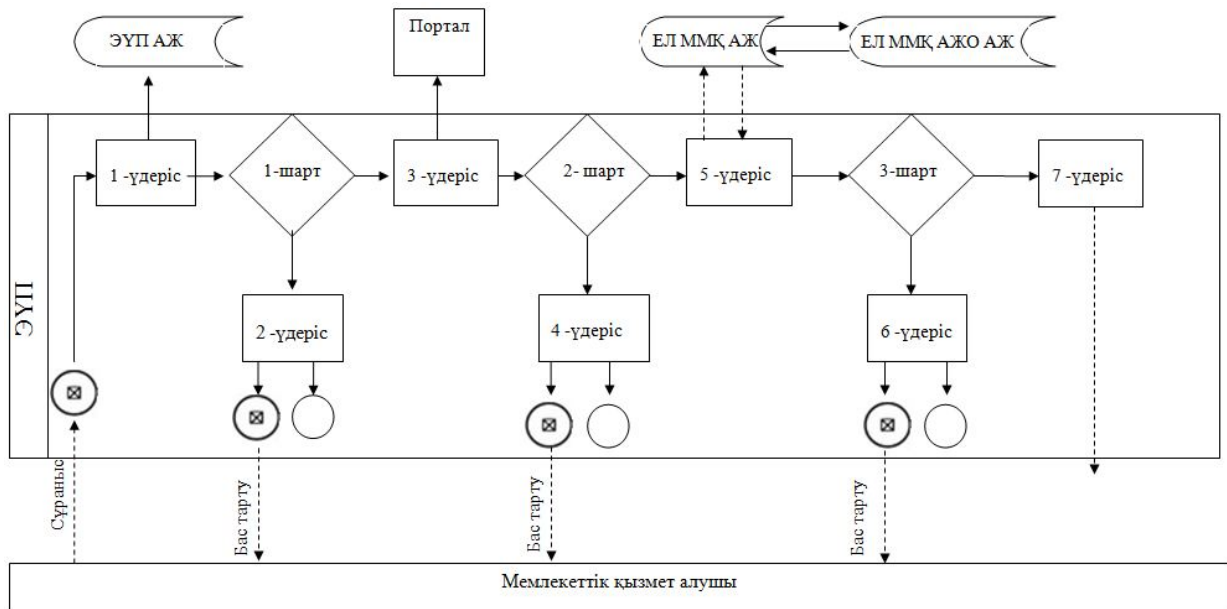 ЭҮП АЖ
Портал
ЕЛ ММҚ АЖ
ЕЛ ММҚ АЖО АЖ
ЭҮП
1 -үдеріс
1-шарт
3 -үдеріс
2- шарт
5 -үдеріс
3-шарт
7 -үдеріс
2 -үдеріс
4 -үдеріс
6 -үдеріс
Сұраныс
Бас тарту
Бас тарту
Бас тарту
Мемлекеттік қызмет алушы